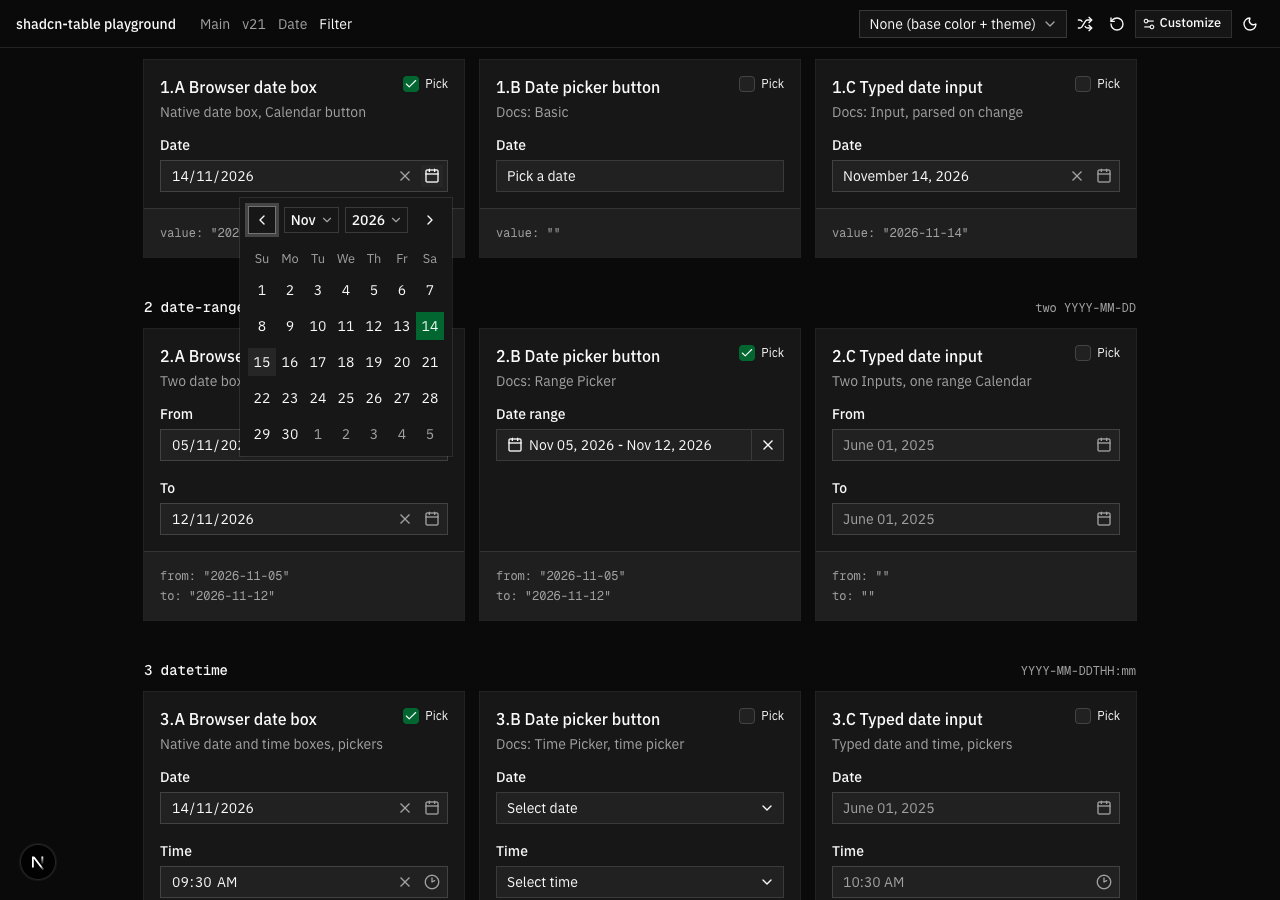 shadcn-table playground Main v21 Date Filter None (base color + theme) Customize
1.A Browser date box Pick
Native date box, Calendar button
Date
14/11/2026
value: "202
1.B Date picker button Pick
Docs: Basic
Date
Pick a date
value: ""
1.C Typed date input Pick
Docs: Input, parsed on change
Date
November 14, 2026
value: "2026-11-14"
Nov 2026
Su Mo Tu We Th Fr Sa
1 2 3 4 5 6 7
8 9 10 11 12 13 14
15 16 17 18 19 20 21
22 23 24 25 26 27 28
29 30 1 2 3 4 5
2 date-range two YYYY-MM-DD
2.A Browse
Two date box
From
05/11/202
To
12/11/2026
from: "2026-11-05"
to: "2026-11-12"
2.B Date picker button Pick
Docs: Range Picker
Date range
Nov 05, 2026 - Nov 12, 2026
from: "2026-11-05"
to: "2026-11-12"
2.C Typed date input Pick
Two Inputs, one range Calendar
From
June 01, 2025
To
June 01, 2025
from: ""
to: ""
3 datetime YYYY-MM-DDTHH:mm
3.A Browser date box Pick
Native date and time boxes, pickers
Date
14/11/2026
Time
09:30 AM
3.B Date picker button Pick
Docs: Time Picker, time picker
Date
Select date
Time
Select time
3.C Typed date input Pick
Typed date and time, pickers
Date
June 01, 2025
Time
10:30 AM
N